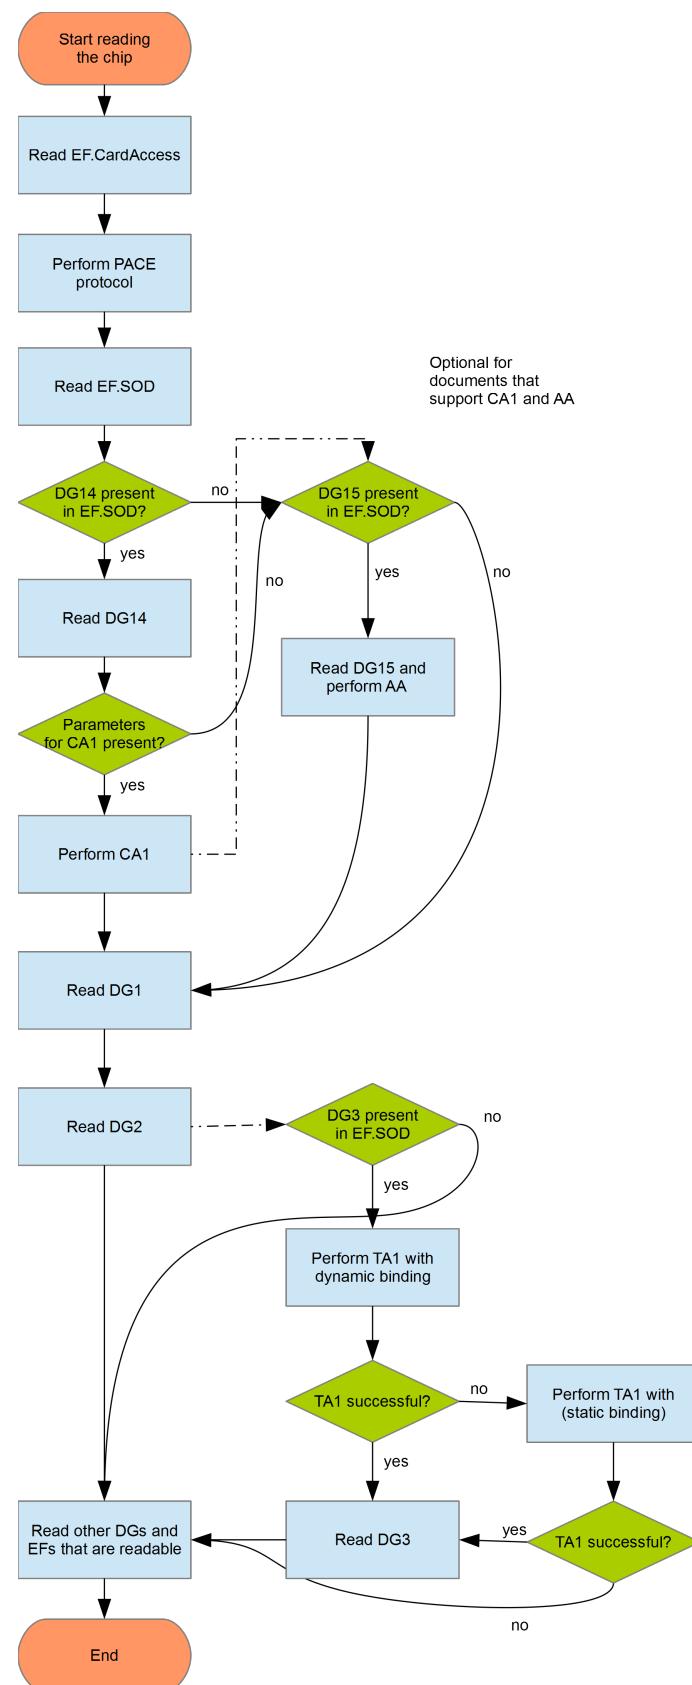 Start reading
the chip
Read EF.CardAccess
Perform PACE
protocol
Read EF.SOD
Optional for
documents that
support CA1 and AA
DG14 present
in EF.SOD?
no
DG15 present
in EF.SOD?
yes
no
yes
no
Read DG14
Read DG15 and
perform AA
Parameters
for CA1 present?
yes
Perform CA1
Read DG1
Read DG2
DG3 present
in EF.SOD
no
yes
Perform TA1 with
dynamic binding
TA1 successful?
no
Perform TA1 with
(static binding)
yes
Read other DGs and
EFs that are readable
Read DG3
yes
TA1 successful?
no
End